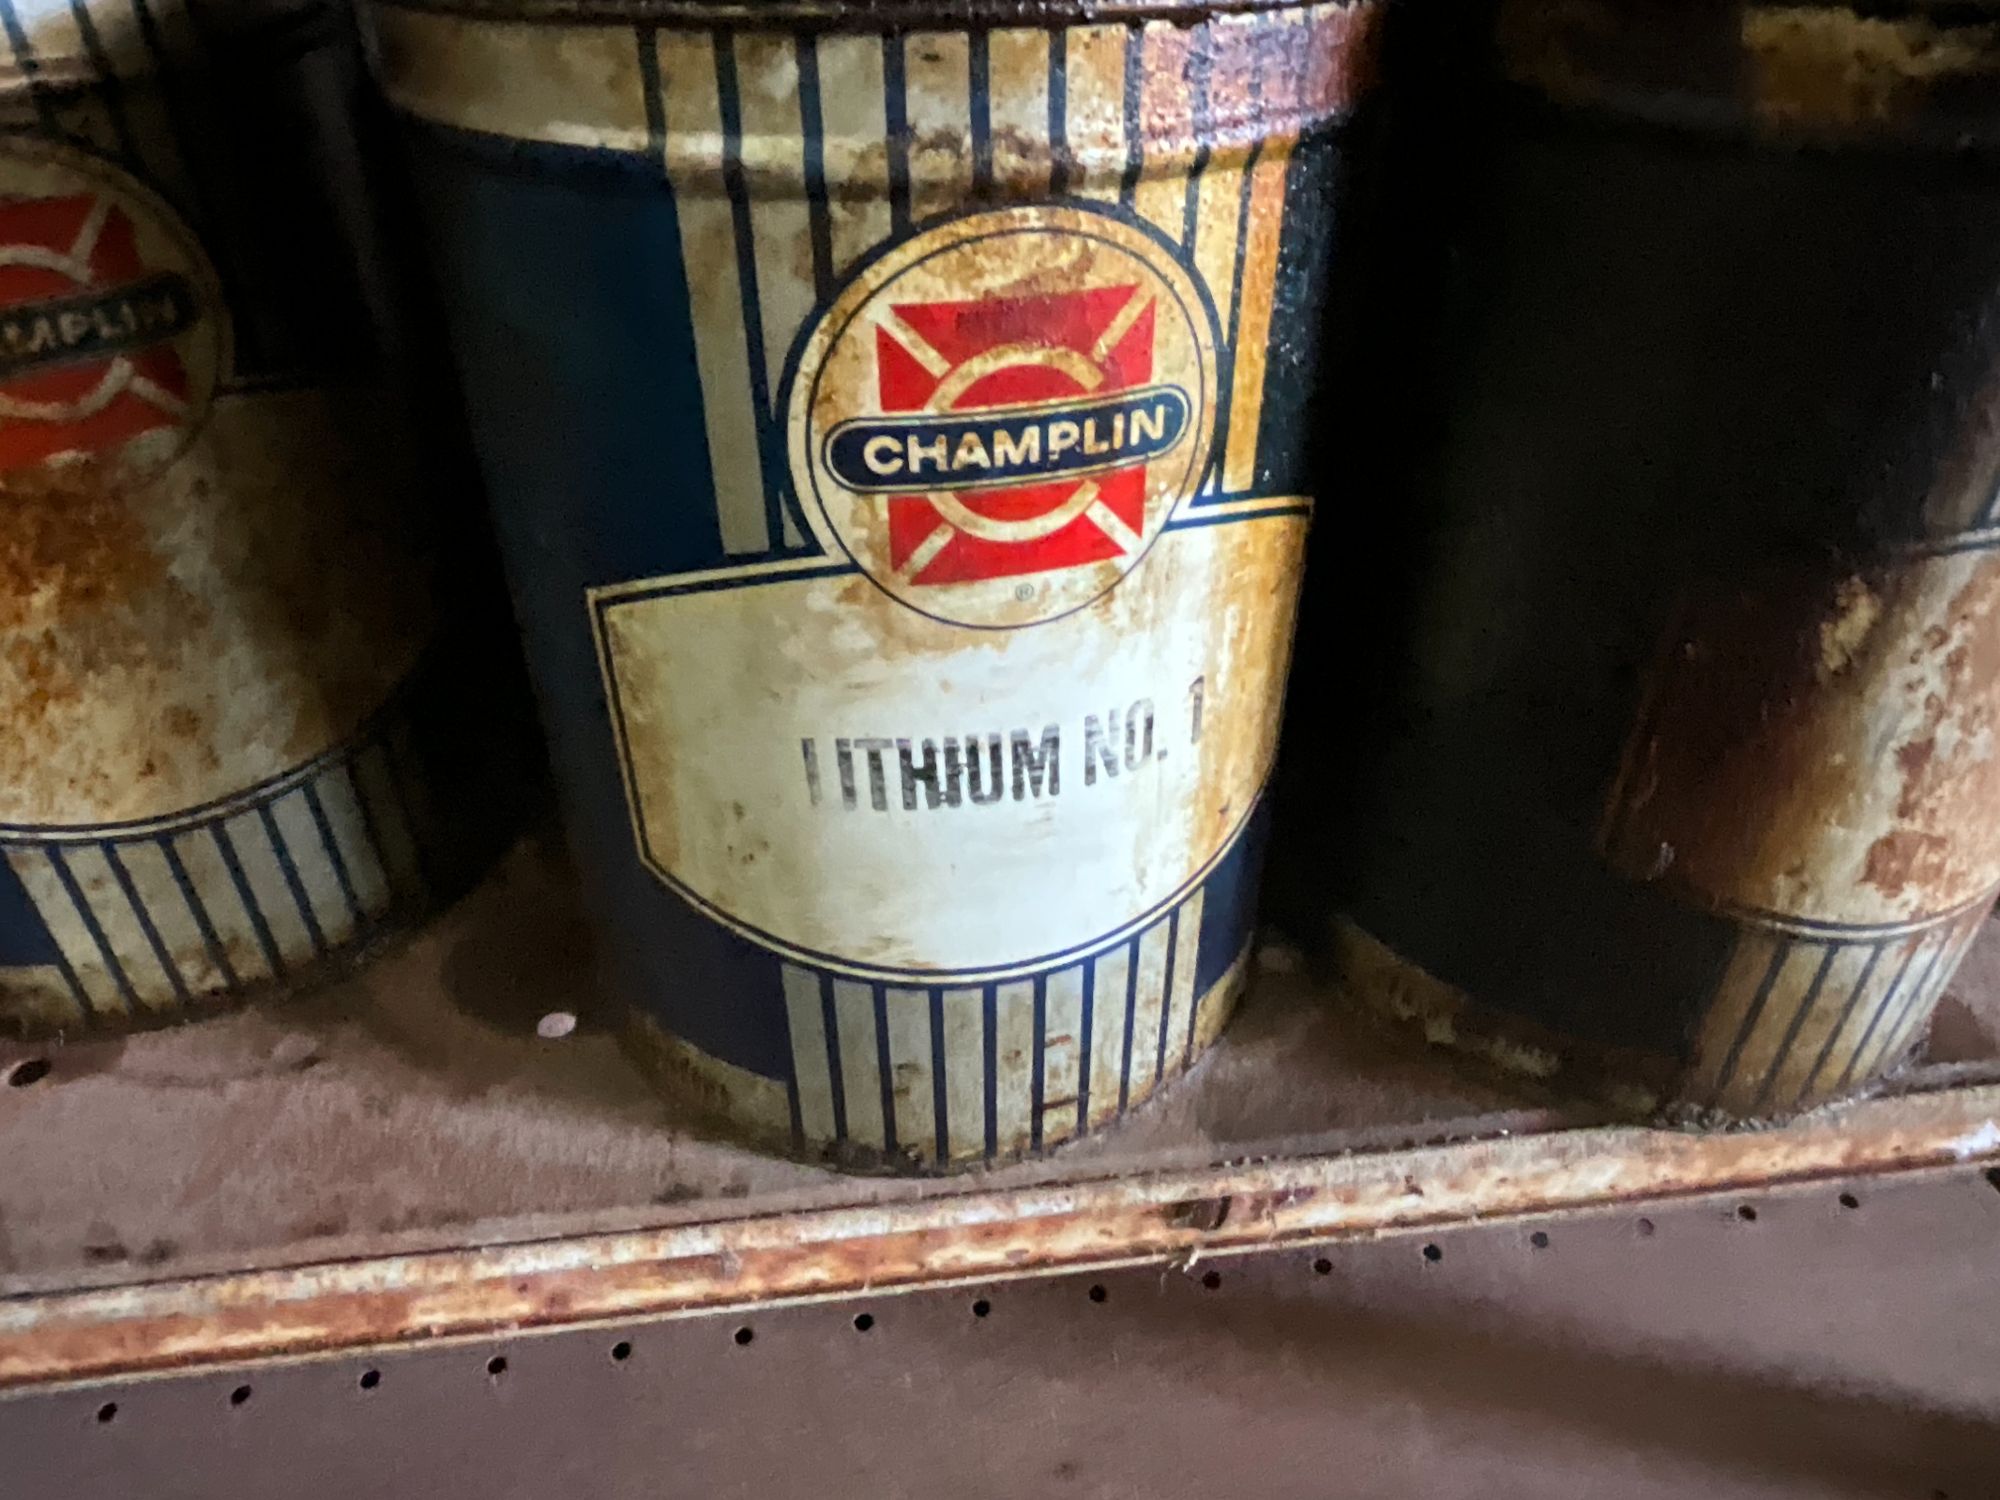 CHAMPLIN
®
LITHIUM NO. 1